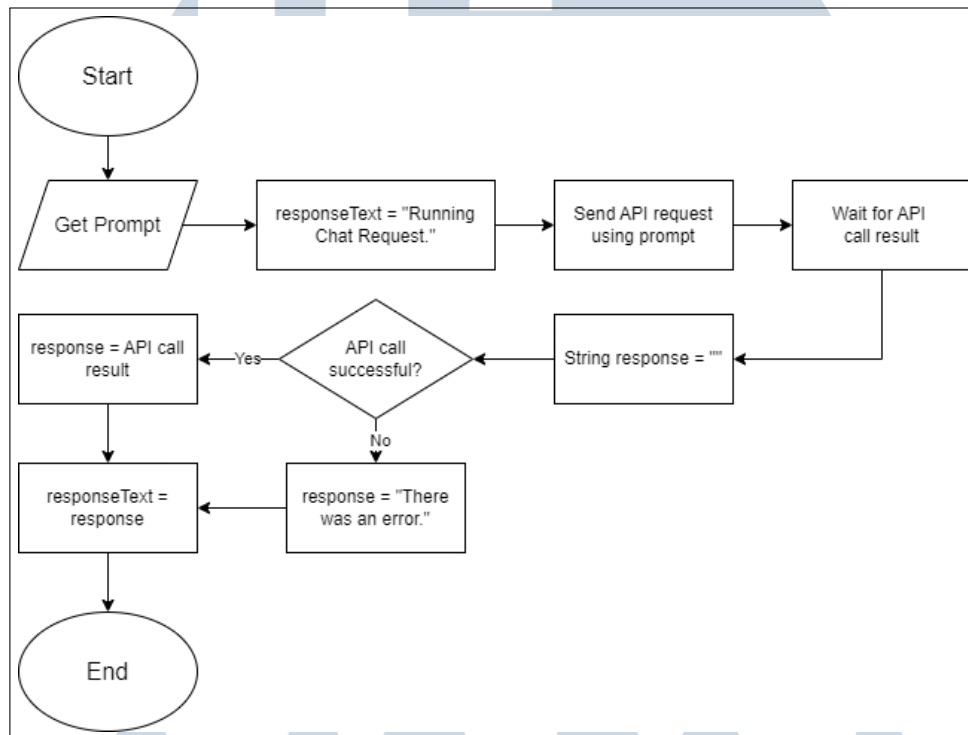 Start
Get Prompt
responseText = "Running
Chat Request."
Send API request
using prompt
Wait for API
call result
String response = ""
API call
successful?
Yes
response = API call
result
No
response = "There
was an error."
responseText =
response
End